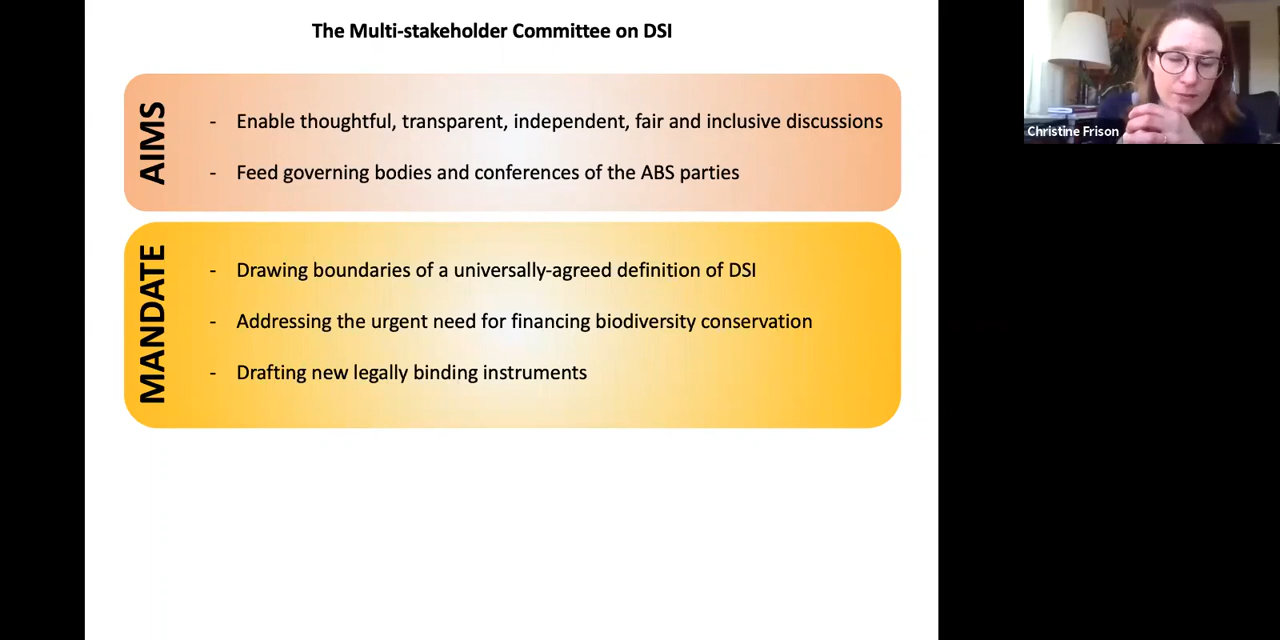 The Multi-stakeholder Committee on DSI
AIMS
- Enable thoughtful, transparent, independent, fair and inclusive discussions
- Feed governing bodies and conferences of the ABS parties
MANDATE
- Drawing boundaries of a universally-agreed definition of DSI
- Addressing the urgent need for financing biodiversity conservation
- Drafting new legally binding instruments
Christine Frison